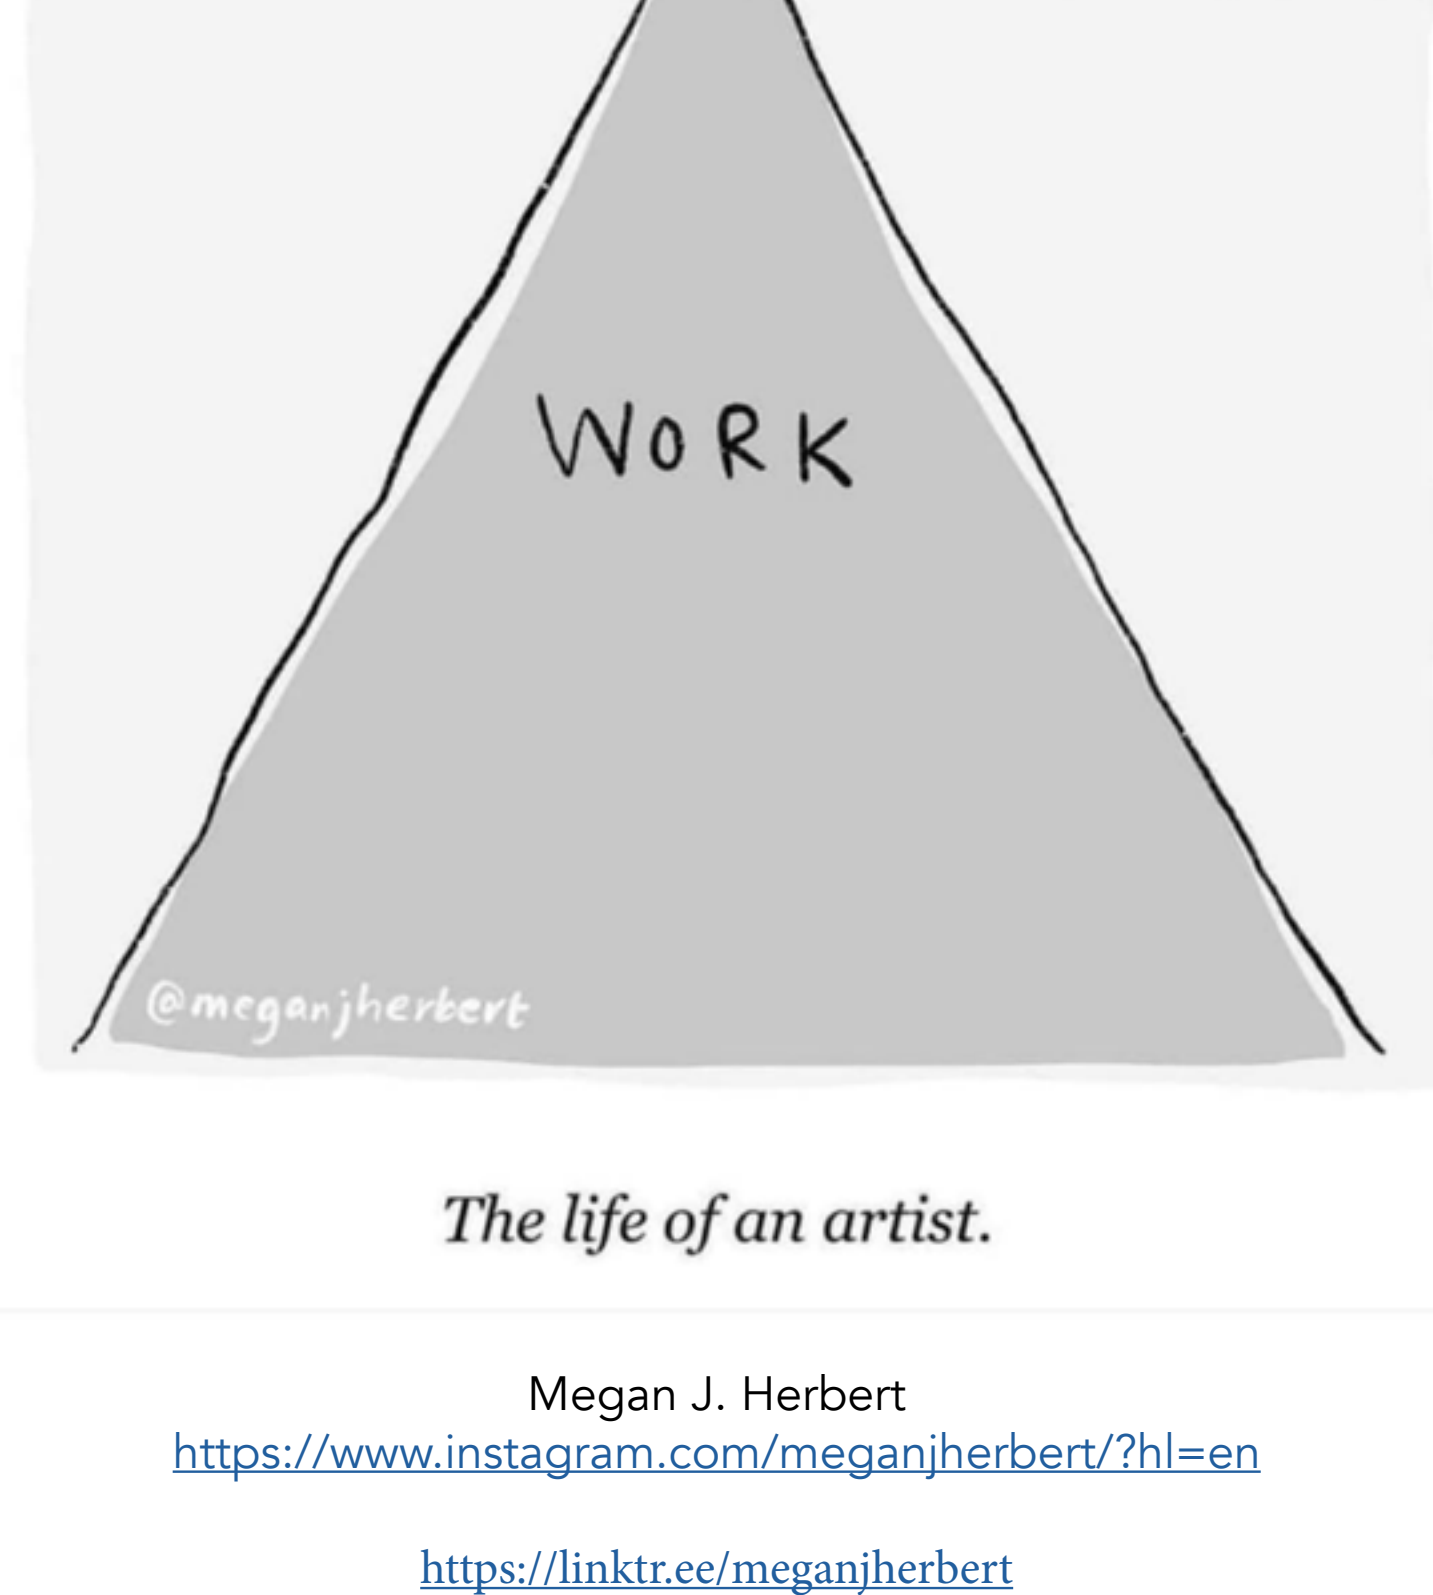 WORK
@meganjherbert
The life of an artist.
Megan J. Herbert
https://www.instagram.com/meganjherbert/?hl=en
https://linktr.ee/meganjherbert